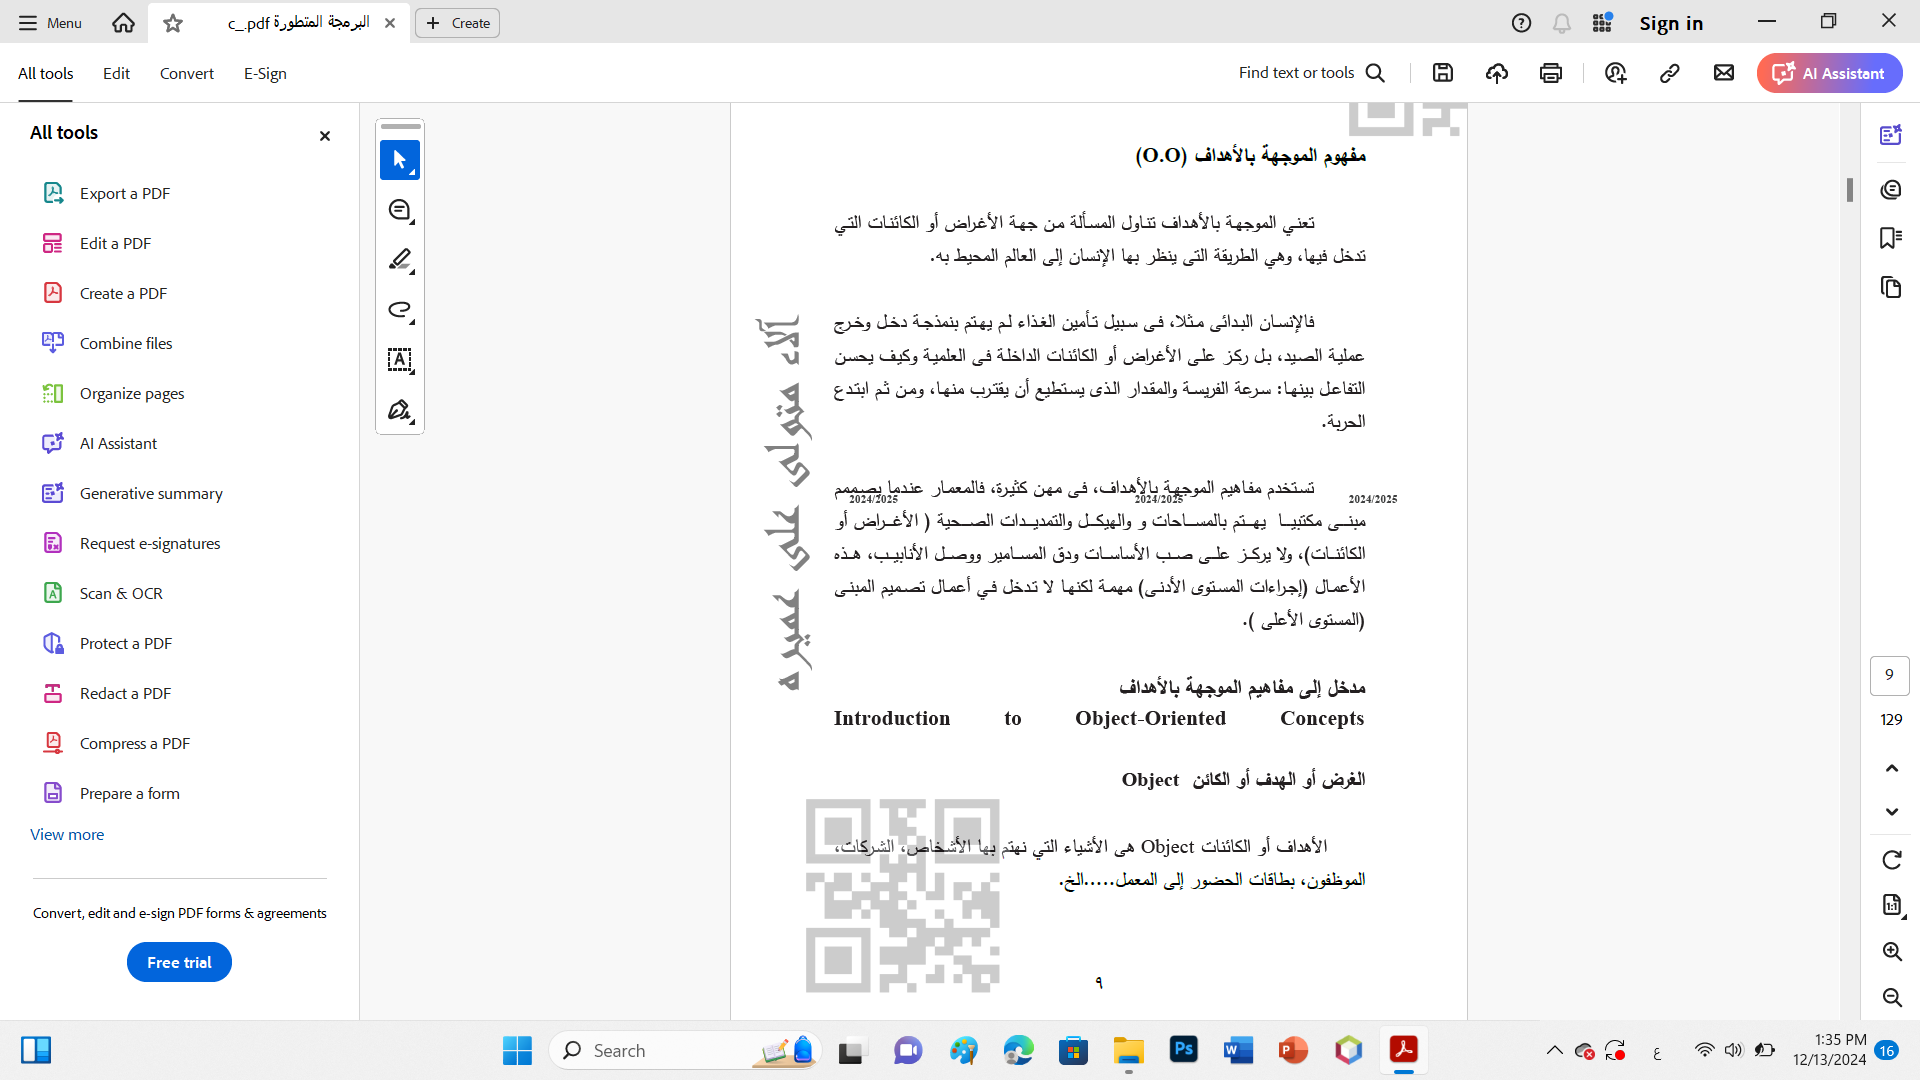 Menu
البرمجة المتطورة c_.pdf
Create
Sign in
All tools
Edit
Convert
E-Sign
Find text or tools
AI Assistant
All tools
Export a PDF
Edit a PDF
Create a PDF
Combine files
Organize pages
AI Assistant
Generative summary
Request e-signatures
Scan & OCR
Protect a PDF
Redact a PDF
Compress a PDF
Prepare a form
View more
Convert, edit and e-sign PDF forms & agreements
Free trial
مفهوم الموجهة بالأهداف (O.O)
تعني الموجهة بالأهداف تناول المسألة من جهة الأغراض أو الكائنات التي
تدخل فيها، وهي الطريقة التى ينظر بها الإنسان إلى العالم المحيط به.
فالإنسان البدائى مثلا، فى سبيل تأمين الغذاء لم يهتم بنمذجة دخل وخرج
عملية الصيد، بل ركز على الأغراض أو الكائنات الداخلة فى العلمية وكيف يحسن
التفاعل بينها: سرعة الفريسة والمقدار الذى يستطيع أن يقترب منها، ومن ثم ابتدع
الحربة.
تستخدم مفاهيم الموجهة بالأهداف، فى مهن كثيرة، فالمعمار عندما يصممم
2024/2025 2024/2025 2024/2025
مبنى مكتبيا يهتم بالمساحات و والهيكل والتمديدات الصحية ( الأغراض أو
الكائنات)، ولا يركز على صب الأساسات ودق المسامير ووصل الأنابيب، هذه
الأعمال (إجراءات المستوى الأدنى) مهمة لكنها لا تدخل في أعمال تصميم المبنى
(المستوى الأعلى ).
مدخل إلى مفاهيم الموجهة بالأهداف
Introduction to Object-Oriented Concepts
الغرض أو الهدف أو الكائن Object
الأهداف أو الكائنات Object هى الأشياء التي نهتم بها الأشخاص، الشركات،
الموظفون، بطاقات الحضور إلى المعمل.....الخ.
٩
آلاء متولى على عميره
9
129
1:1
Search
Ps
W
P
ع
1:35 PM
12/13/2024
16